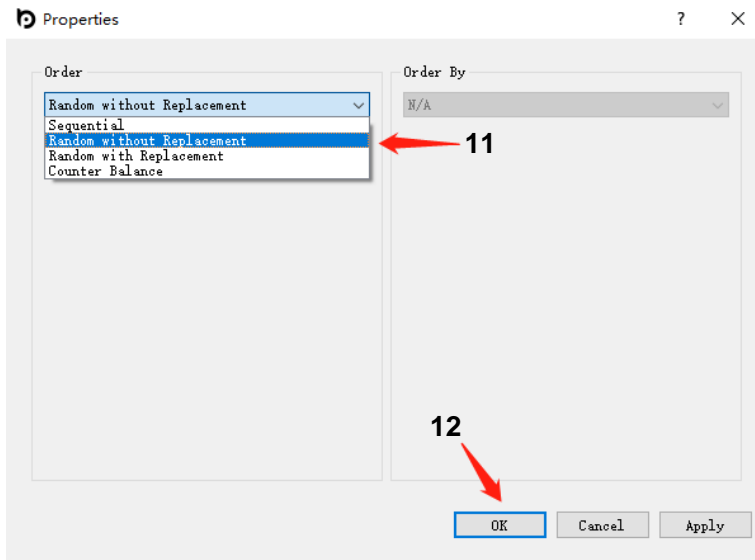 Properties
? ×
Order
Order By
Random without Replacement
N/A
Sequential
Random without Replacement
Random with Replacement
Counter Balance
11
12
OK
Cancel
Apply